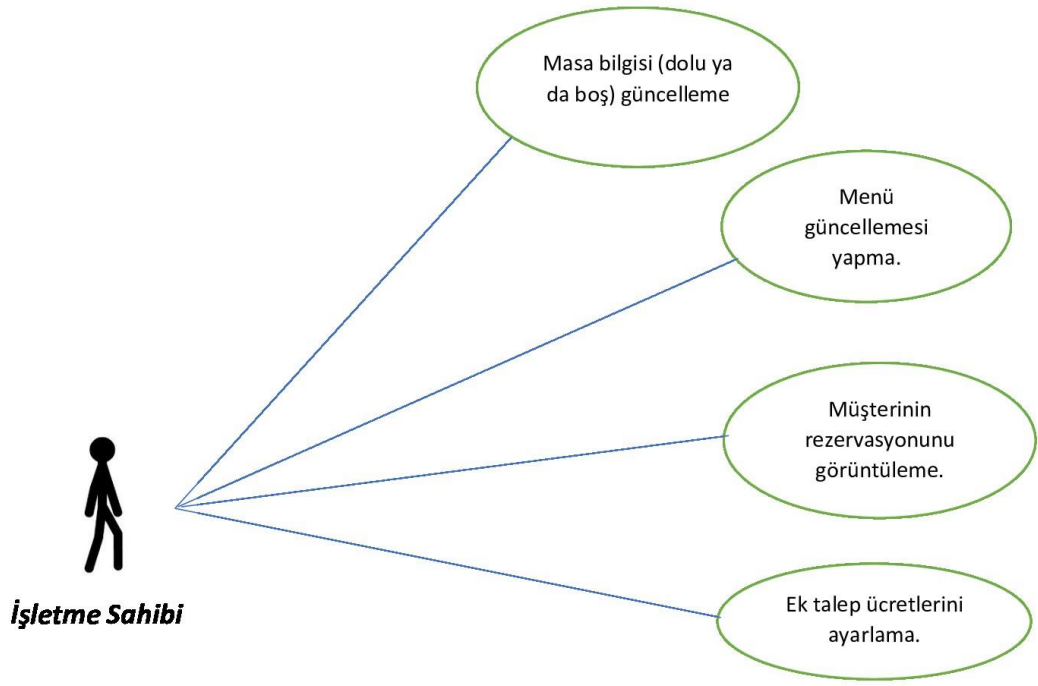 Masa bilgisi (dolu ya
da boş) güncelleme
Menü
güncellemesi
yapma.
Müşterinin
rezervasyonunu
görüntüleme.
Ek talep ücretlerini
ayarlama.
İşletme Sahibi